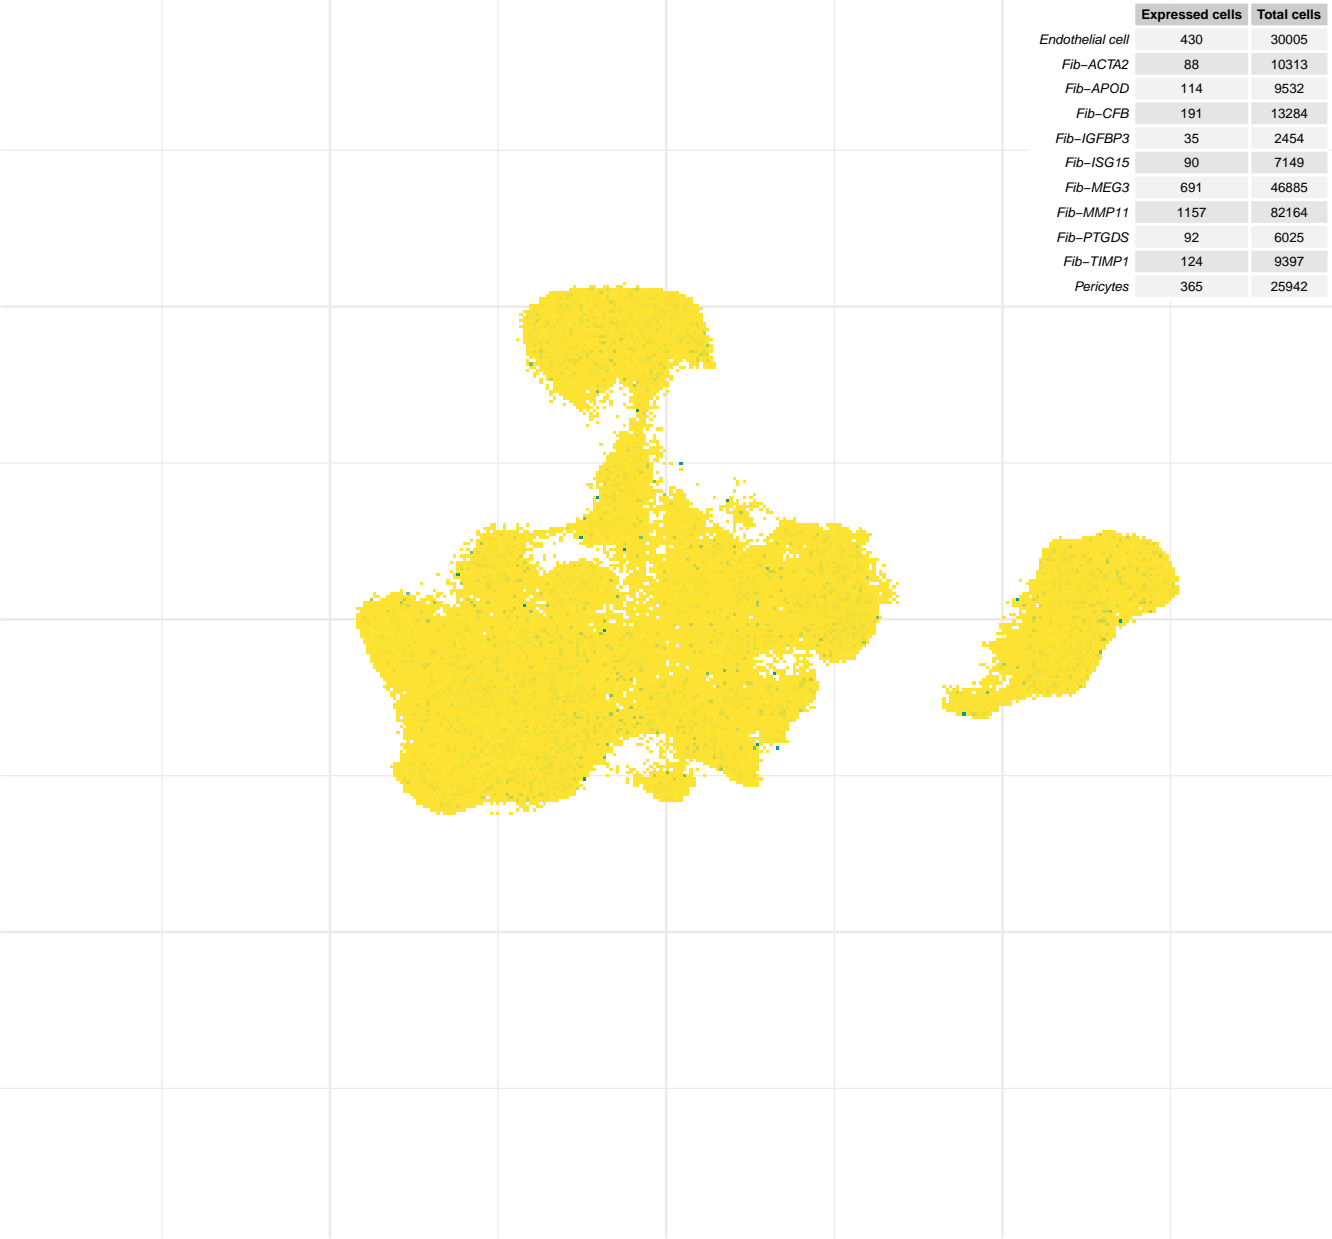 Expressed cells Total cells
Endothelial cell 430 30005
Fib−ACTA2 88 10313
Fib−APOD 114 9532
Fib−CFB 191 13284
Fib−IGFBP3 35 2454
Fib−ISG15 90 7149
Fib−MEG3 691 46885
Fib−MMP11 1157 82164
Fib−PTGDS 92 6025
Fib−TIMP1 124 9397
Pericytes 365 25942